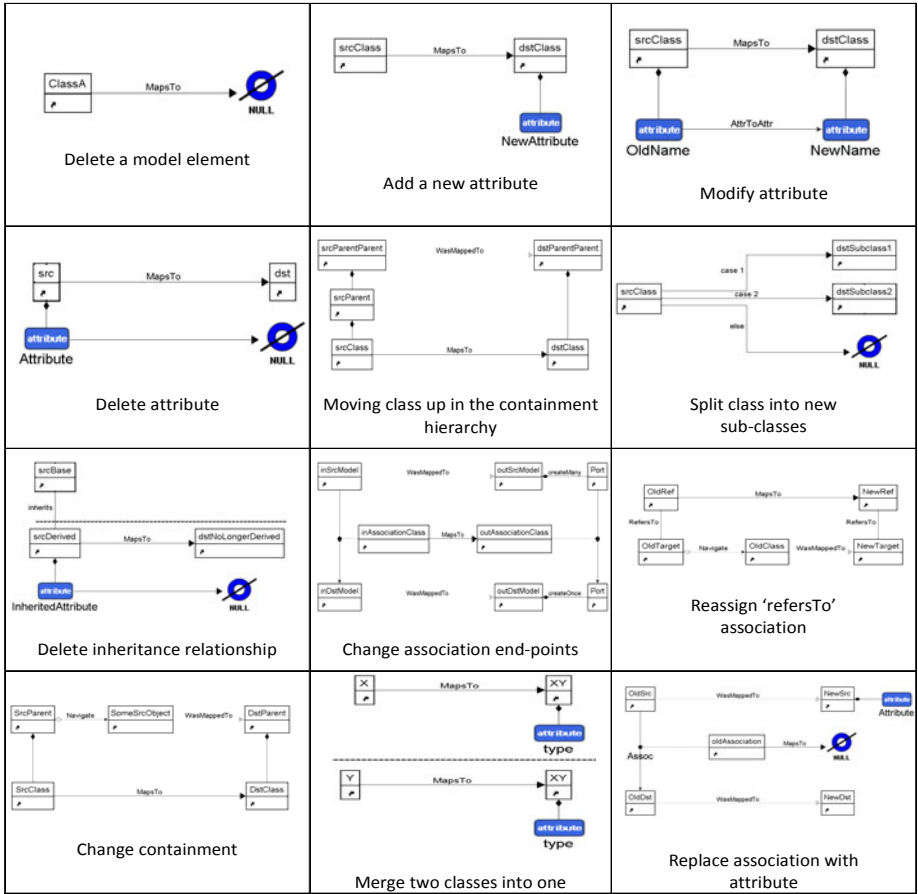 ClassA
MapsTo
NULL
Delete a model element
srcClass
MapsTo
dstClass
attribute
NewAttribute
Add a new attribute
srcClass
MapsTo
dstClass
attribute
AttrToAttr
attribute
OldName
NewName
Modify attribute
src
MapsTo
dst
attribute
Attribute
NULL
Delete attribute
srcParentParent
WasMappedTo
dstParentParent
srcParent
srcClass
MapsTo
dstClass
Moving class up in the containment
hierarchy
dstSubclass1
case 1
srcClass
case 2
dstSubclass2
else
NULL
Split class into new
sub-classes
srcBase
inherits
srcDerived
MapsTo
dstNoLongerDerived
attribute
InheritedAttribute
NULL
Delete inheritance relationship
inSrcModel
WasMappedTo
outSrcModel
createMany
Port
inAssociationClass
MapsTo
outAssociationClass
inDstModel
WasMappedTo
outDstModel
createOnce
Port
Change association end-points
OldRef
MapsTo
NewRef
RefersTo
RefersTo
OldTarget
Navigate
OldClass
WasMappedTo
NewTarget
Reassign ‘refersTo’
association
SrcParent
Navigate
SomeSrcObject
WasMappedTo
DstParent
SrcClass
MapsTo
DstClass
Change containment
X
MapsTo
XY
attribute
type
Y
MapsTo
XY
attribute
type
Merge two classes into one
OldSrc
WasMappedTo
NewSrc
attribute
Attribute
oldAssociation
MapsTo
Assoc
NULL
OldDst
WasMappedTo
NewDst
Replace association with
attribute